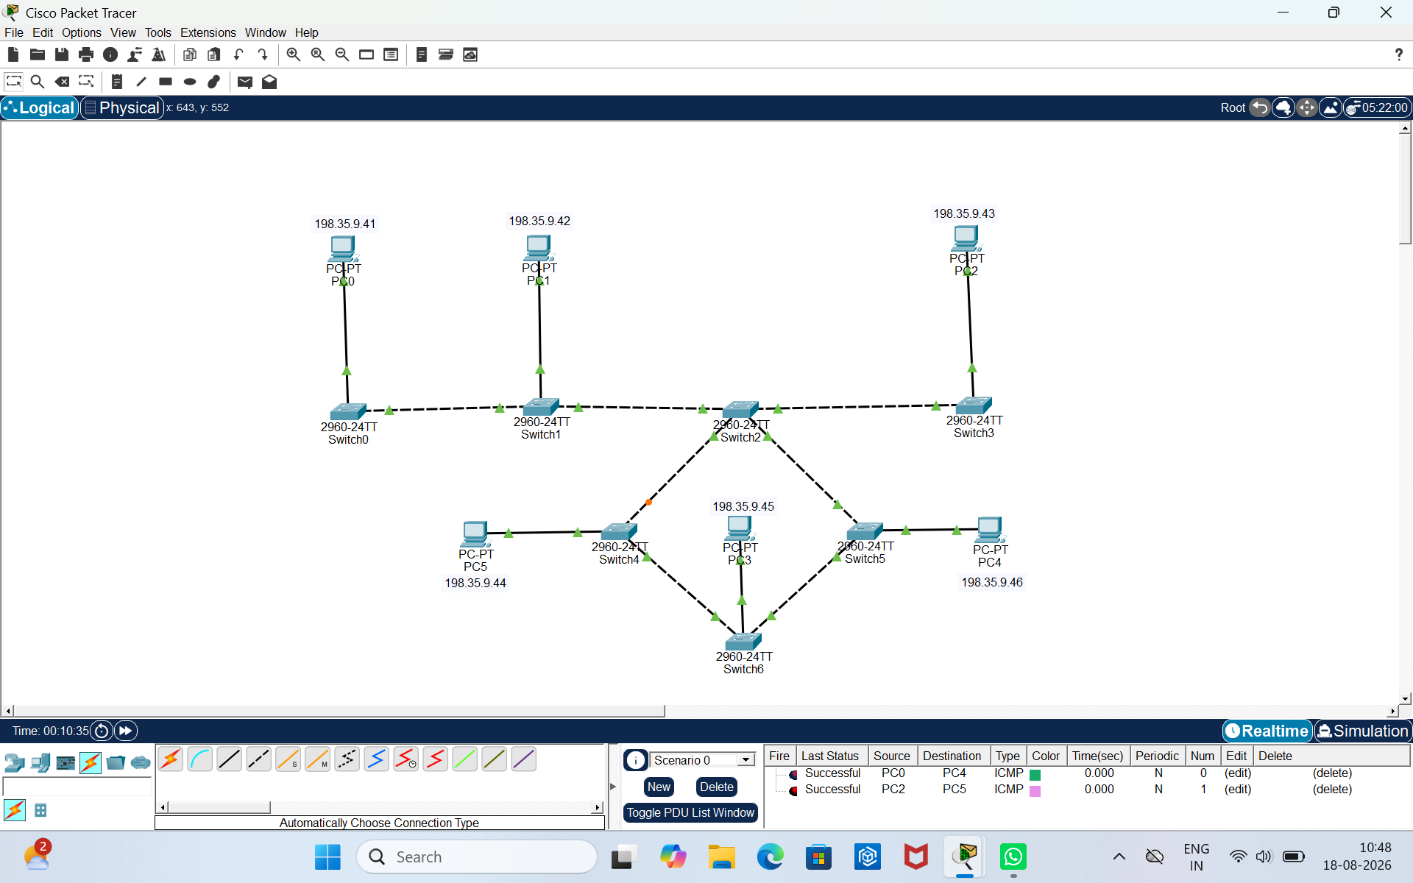 Cisco Packet Tracer
File Edit Options View Tools Extensions Window Help
?
Logical Physical x: 643, y: 552 Root 05:22:00
198.35.9.41
PC-PT
PC0
198.35.9.42
PC-PT
PC1
198.35.9.43
PC-PT
PC2
2960-24TT
Switch0
2960-24TT
Switch1
2960-24TT
Switch2
2960-24TT
Switch3
PC-PT
PC5
198.35.9.44
2960-24TT
Switch4
198.35.9.45
PC-PT
PC3
2960-24TT
Switch5
PC-PT
PC4
198.35.9.46
2960-24TT
Switch6
Time: 00:10:35 Realtime Simulation
S M
Automatically Choose Connection Type
Scenario 0
New Delete
Toggle PDU List Window
Fire Last Status Source Destination Type Color Time(sec) Periodic Num Edit Delete
Successful PC0 PC4 ICMP 0.000 N 0 (edit) (delete)
Successful PC2 PC5 ICMP 0.000 N 1 (edit) (delete)
2
Search
ENG
IN
10:48
18-08-2026